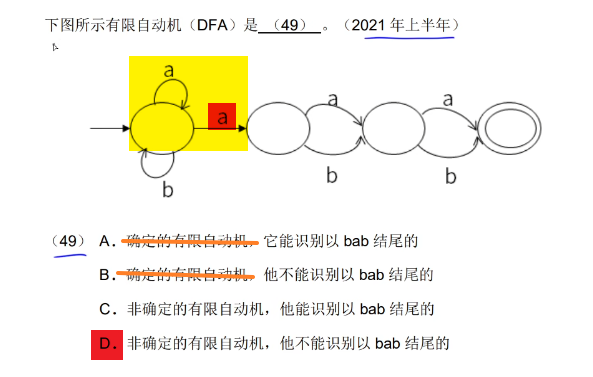 下图所示有限自动机（DFA）是（49）。（2021年上半年）
a
a
a
a
b
b
b
（49） A．确定的有限自动机，它能识别以 bab 结尾的
B．确定的有限自动机，他不能识别以 bab 结尾的
C．非确定的有限自动机，他能识别以 bab 结尾的
D．非确定的有限自动机，他不能识别以 bab 结尾的